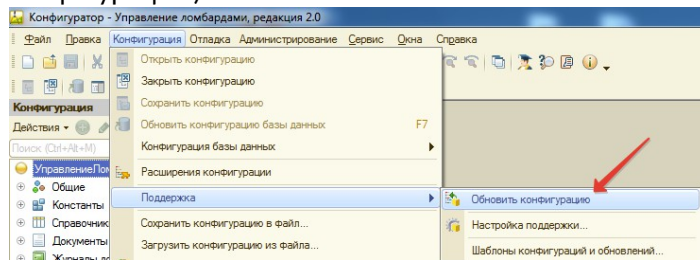 Конфигуратор - Управление ломбардами, редакция 2.0
Файл Правка Конфигурация Отладка Администрирование Сервис Окна Справка
Открыть конфигурацию
Закрыть конфигурацию
Конфигурация
Сохранить конфигурацию
Действия
Обновить конфигурацию базы данных F7
Поиск (Ctrl+Alt+M)
Конфигурация базы данных
УправлениеЛом
Расширения конфигурации
Общие
Поддержка
Обновить конфигурацию
Константы
Справочник
Сохранить конфигурацию в файл...
Настройка поддержки...
Документы
Загрузить конфигурацию из файла...
Шаблоны конфигураций и обновлений...